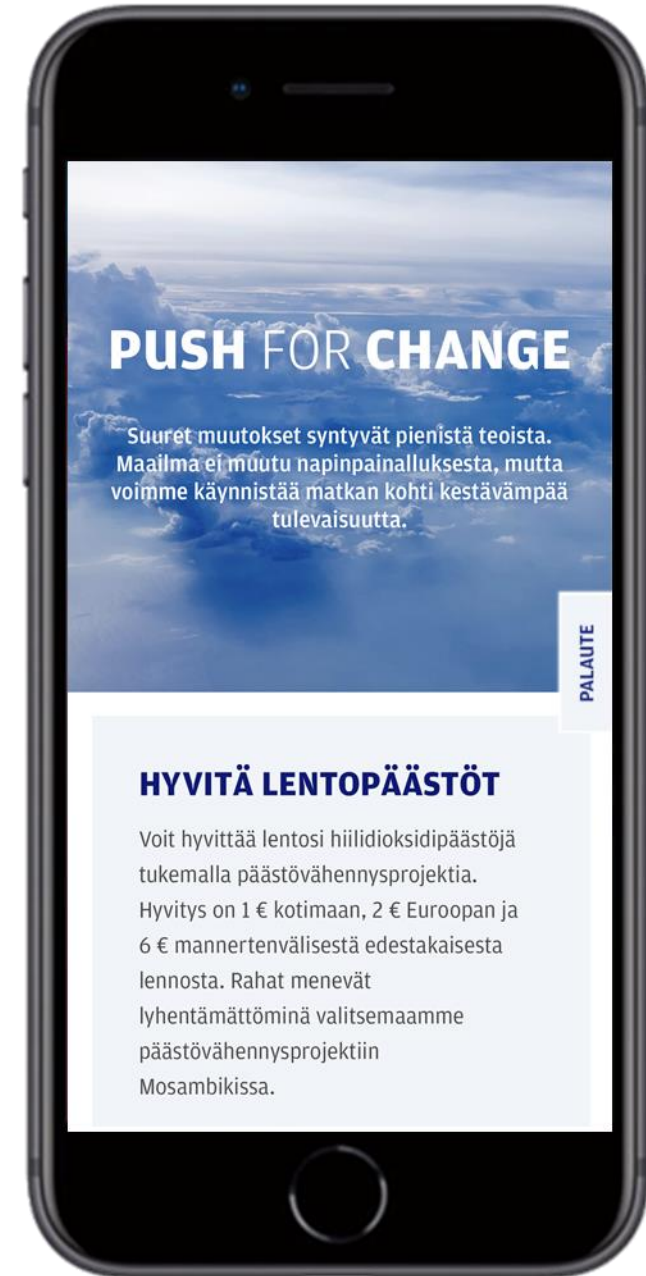 PUSH FOR CHANGE
Suuret muutokset syntyvät pienistä teoista.
Maailma ei muutu napinpainalluksesta, mutta
voimme käynnistää matkan kohti kestävämpää
tulevaisuutta.
PALAUTE
HYVITÄ LENTOPÄÄSTÖT
Voit hyvittää lentosi hiilidioksidipäästöjä
tukemalla päästövähennysprojektia.
Hyvitys on 1 € kotimaan, 2 € Euroopan ja
6 € mannertenvälisestä edestakaisesta
lennosta. Rahat menevät
lyhentämättöminä valitsemaamme
päästövähennysprojektiin
Mosambikissa.